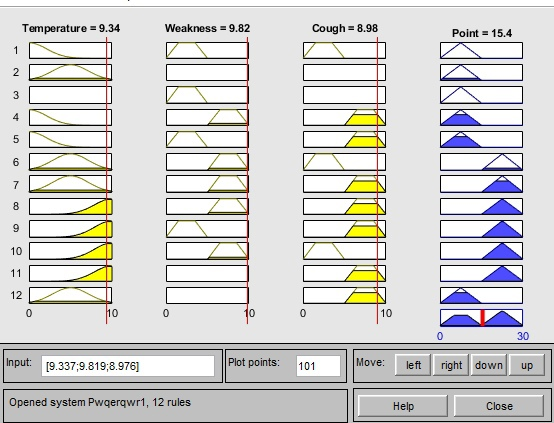 Temperature = 9.34 Weakness = 9.82 Cough = 8.98 Point = 15.4
1
2
3
4
5
6
7
8
9
10
11
12
0 10 0 10 0 10
0 30
Input: [9.337;9.819;8.976] Plot points: 101 Move: left right down up
Opened system Pwqerqwr1, 12 rules
Help Close